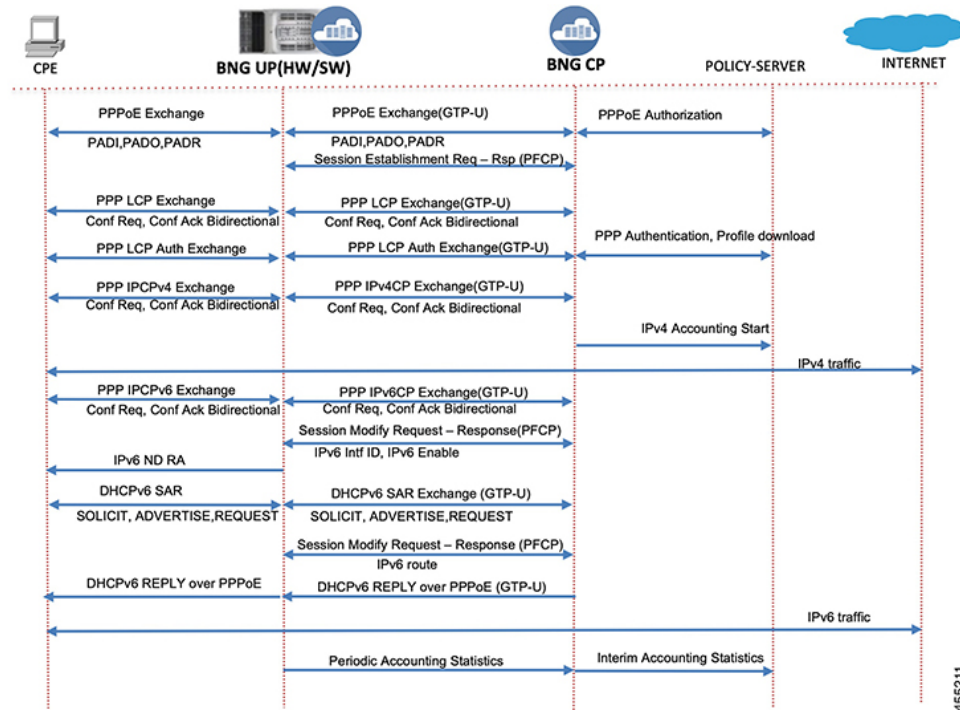 CPE
BNG UP(HW/SW)
BNG CP
POLICY-SERVER
INTERNET
PPPoE Exchange
PPPoE Exchange(GTP-U)
PPPoE Authorization
PADI,PADO,PADR
PADI,PADO,PADR
Session Establishment Req – Rsp (PFCP)
PPP LCP Exchange
PPP LCP Exchange(GTP-U)
Conf Req, Conf Ack Bidirectional
Conf Req, Conf Ack Bidirectional
PPP LCP Auth Exchange
PPP LCP Auth Exchange(GTP-U)
PPP Authentication, Profile download
PPP IPCPv4 Exchange
PPP IPv4CP Exchange(GTP-U)
Conf Req, Conf Ack Bidirectional
Conf Req, Conf Ack Bidirectional
IPv4 Accounting Start
IPv4 traffic
PPP IPCPv6 Exchange
PPP IPv6CP Exchange(GTP-U)
Conf Req, Conf Ack Bidirectional
Conf Req, Conf Ack Bidirectional
Session Modify Request – Response(PFCP)
IPv6 Intf ID, IPv6 Enable
IPv6 ND RA
DHCPv6 SAR
DHCPv6 SAR Exchange (GTP-U)
SOLICIT, ADVERTISE,REQUEST
SOLICIT, ADVERTISE,REQUEST
Session Modify Request – Response (PFCP)
IPv6 route
DHCPv6 REPLY over PPPoE
DHCPv6 REPLY over PPPoE (GTP-U)
IPv6 traffic
Periodic Accounting Statistics
Interim Accounting Statistics